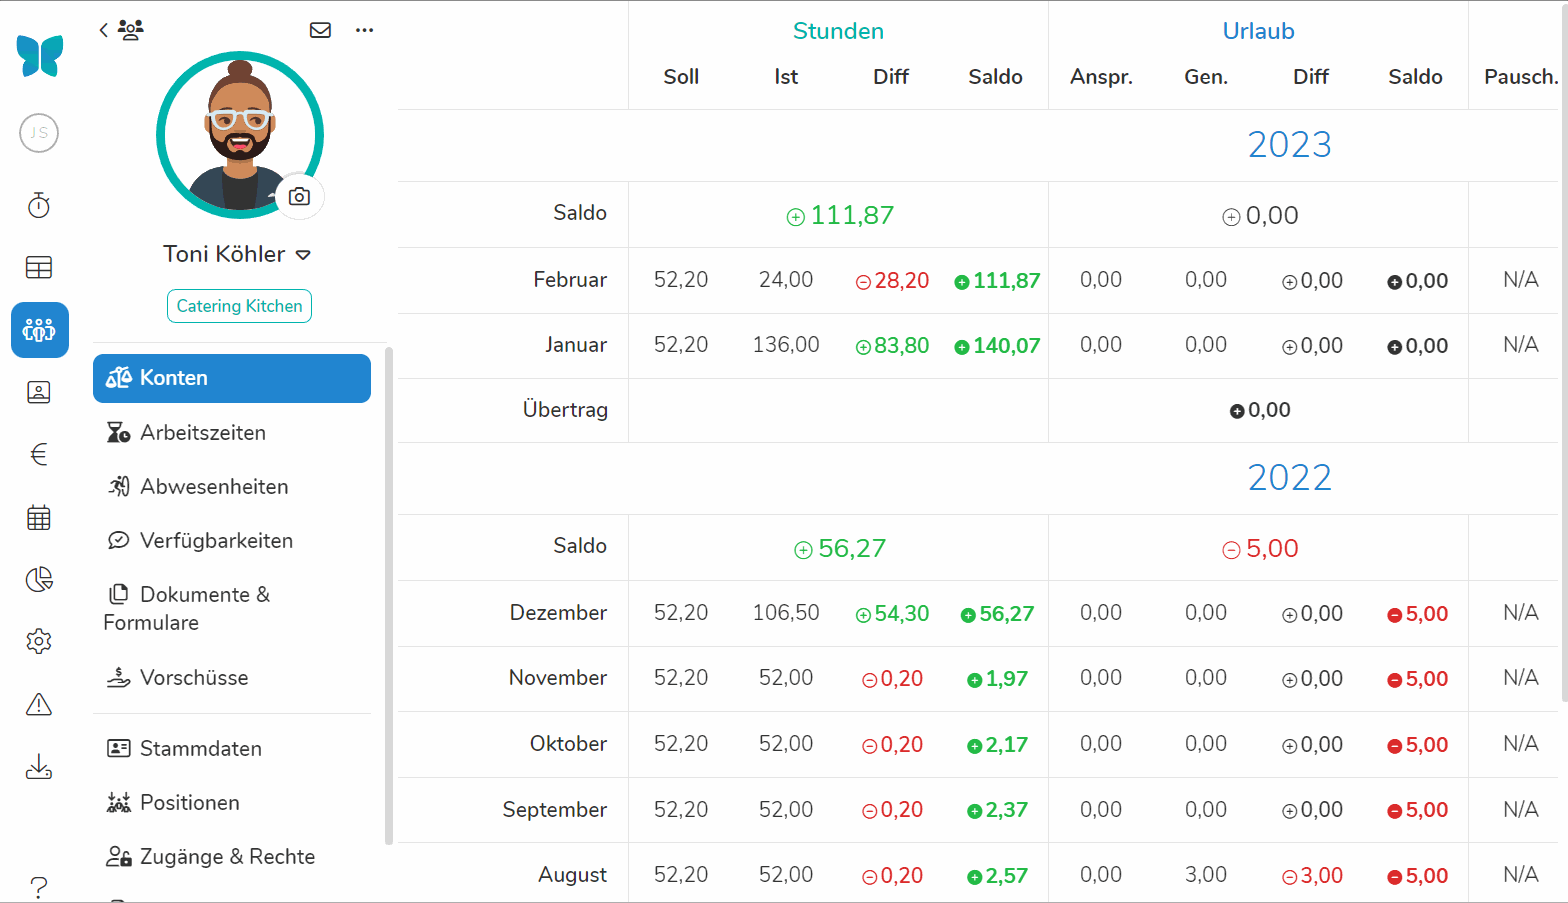 JS
Toni Köhler
Catering Kitchen
Konten
Arbeitszeiten
Abwesenheiten
Verfügbarkeiten
Dokumente &
Formulare
Vorschüsse
Stammdaten
Positionen
Zugänge & Rechte
Stunden Urlaub
Soll Ist Diff Saldo Anspr. Gen. Diff Saldo Pausch.
2023
Saldo 111,87 0,00
Februar 52,20 24,00 28,20 111,87 0,00 0,00 0,00 0,00 N/A
Januar 52,20 136,00 83,80 140,07 0,00 0,00 0,00 0,00 N/A
Übertrag 0,00
2022
Saldo 56,27 5,00
Dezember 52,20 106,50 54,30 56,27 0,00 0,00 0,00 5,00 N/A
November 52,20 52,00 0,20 1,97 0,00 0,00 0,00 5,00 N/A
Oktober 52,20 52,00 0,20 2,17 0,00 0,00 0,00 5,00 N/A
September 52,20 52,00 0,20 2,37 0,00 0,00 0,00 5,00 N/A
August 52,20 52,00 0,20 2,57 0,00 3,00 3,00 5,00 N/A